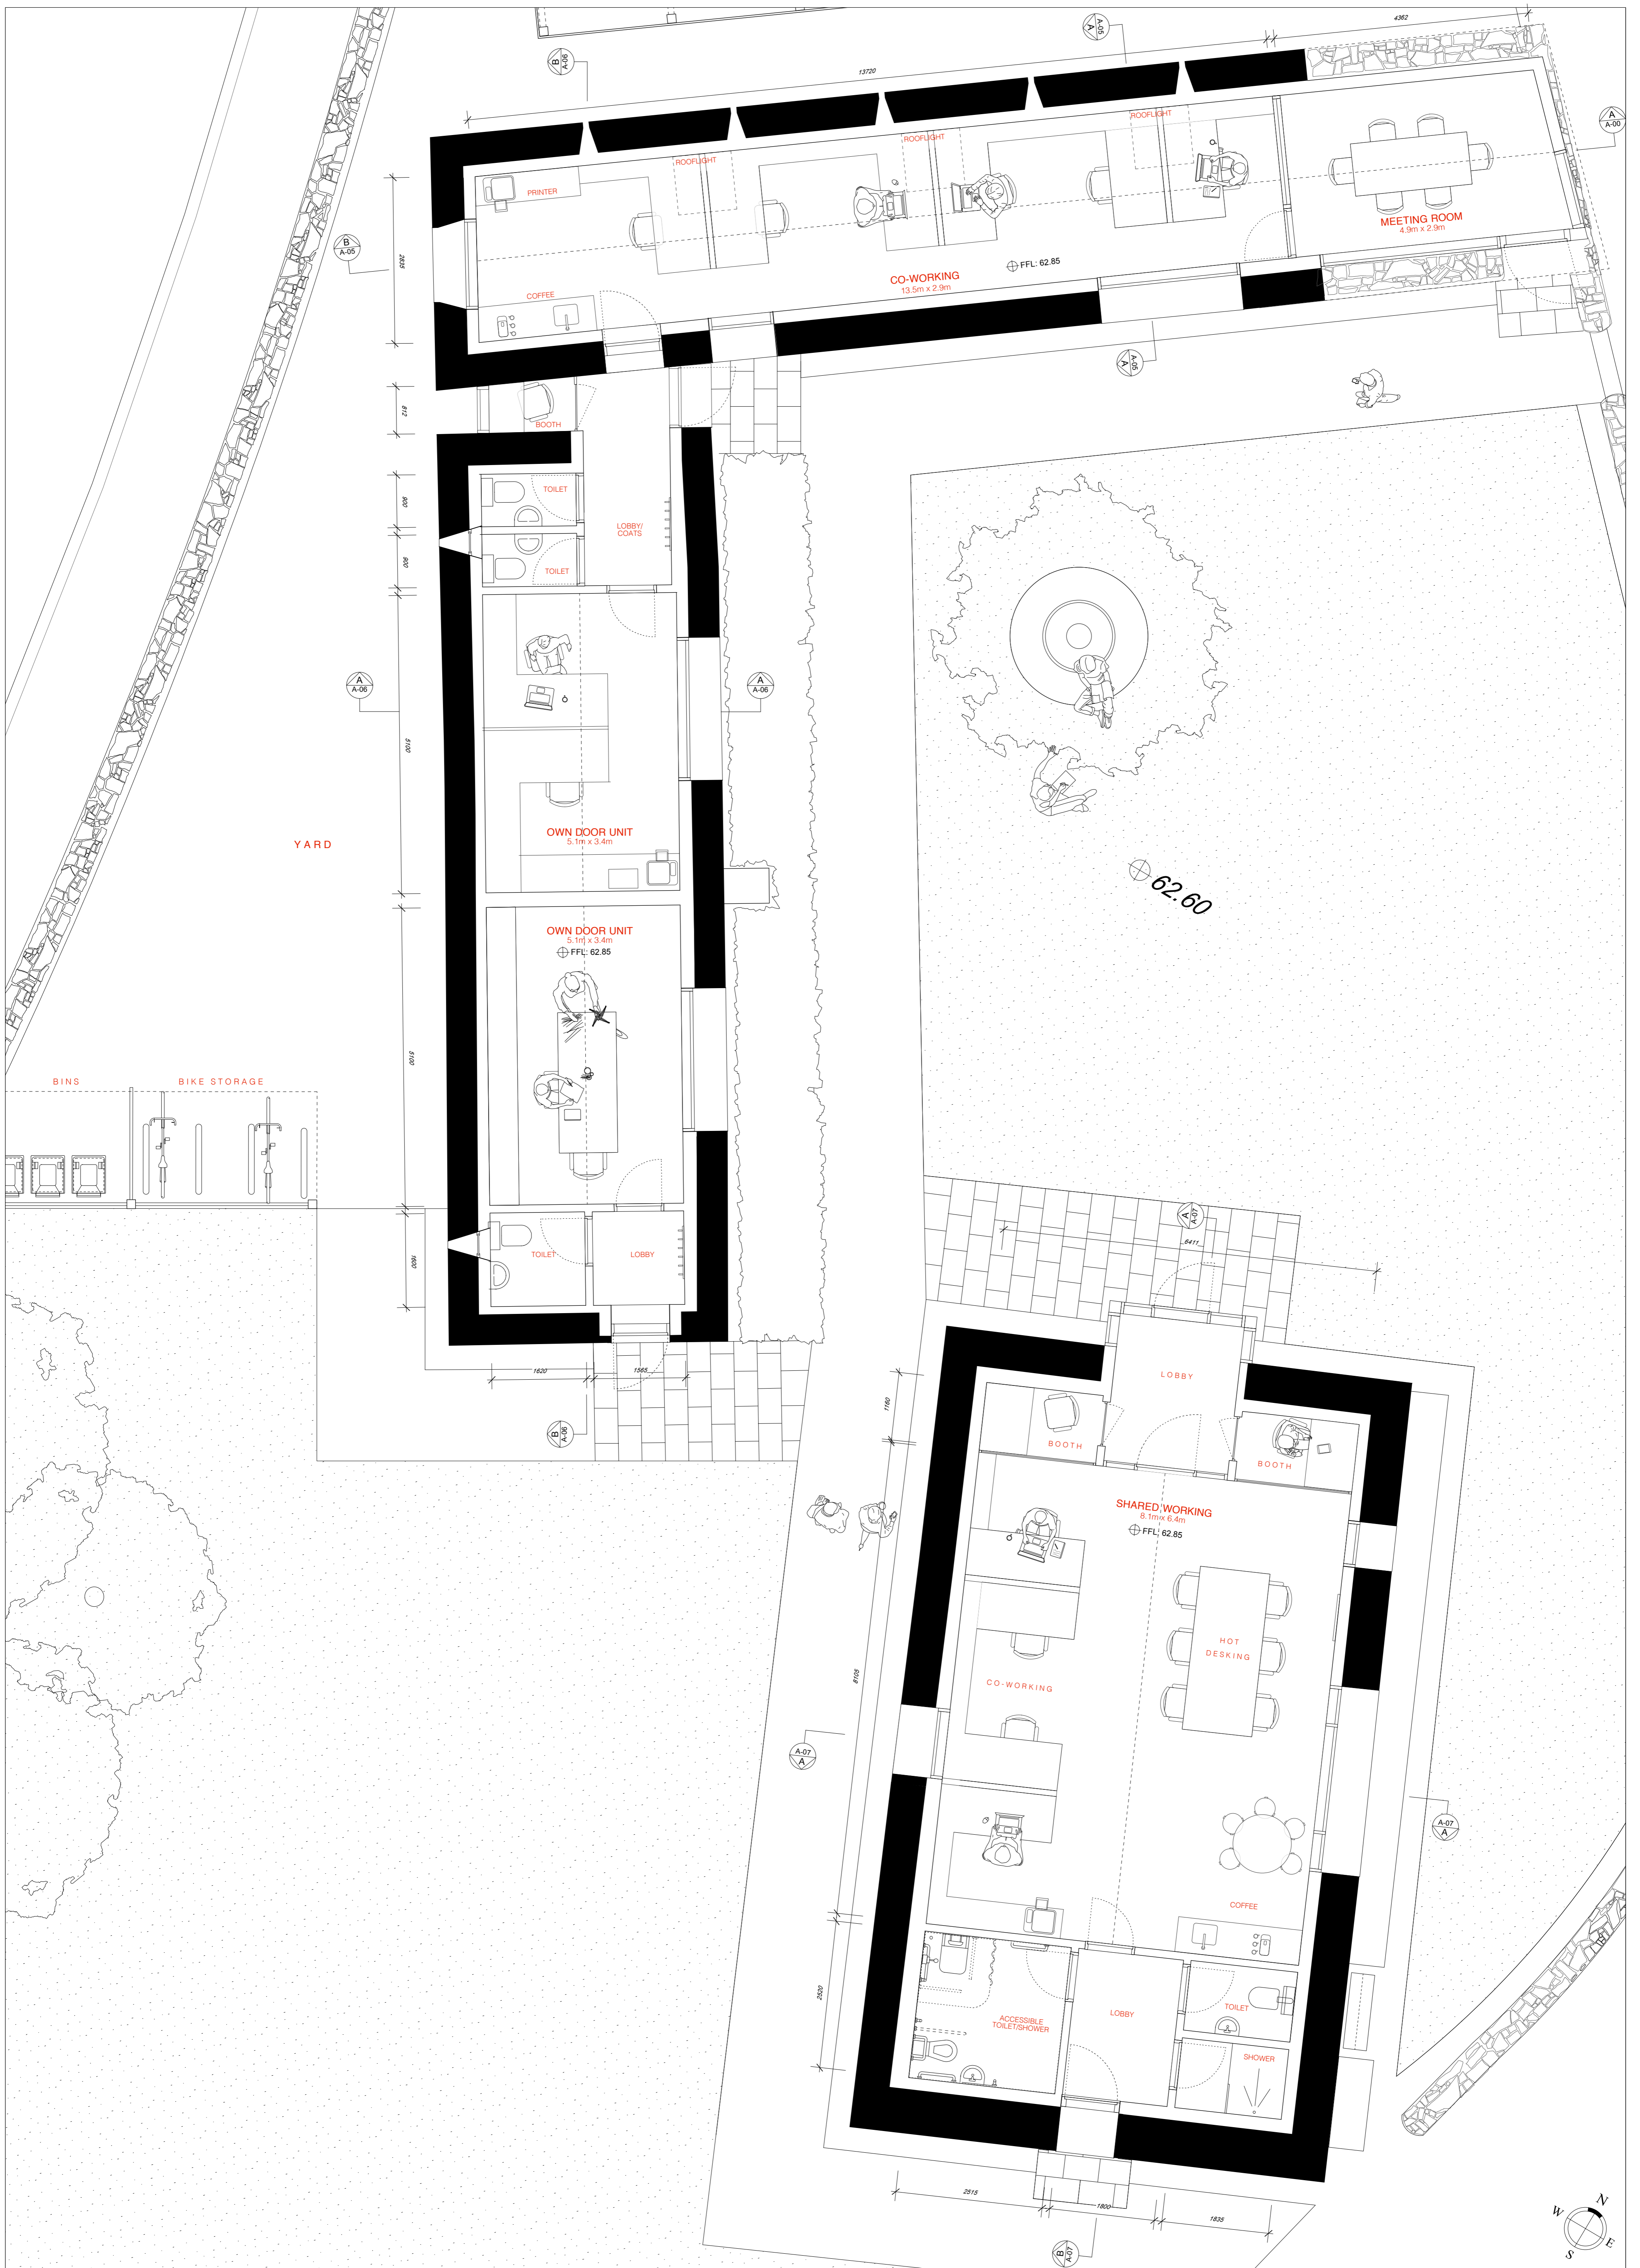 4362
A-05
A
B
A-06
13720
A
A-00
ROOFLIGHT
ROOFLIGHT
ROOFLIGHT
PRINTER
MEETING ROOM
4.9m x 2.9m
B
A-05
2835
FFL: 62.85
CO-WORKING
13.5m x 2.9m
COFFEE
A-05
A
812
BOOTH
900
TOILET
LOBBY/
COATS
900
TOILET
A
A-06
A
A-06
5100
OWN DOOR UNIT
5.1m x 3.4m
YARD
62.60
OWN DOOR UNIT
5.1m x 3.4m
FFL: 62.85
5100
BINS
BIKE STORAGE
A
A-07
6411
1600
TOILET
LOBBY
1620
1565
B
A-06
1160
LOBBY
BOOTH
BOOTH
SHARED WORKING
8.1m x 6.4m
FFL: 62.85
HOT
DESKING
8105
CO-WORKING
A-07
A
A-07
A
COFFEE
2520
ACCESSIBLE
TOILET/SHOWER
LOBBY
TOILET
SHOWER
2515
1800
1835
B
A-07
N
W
E
S